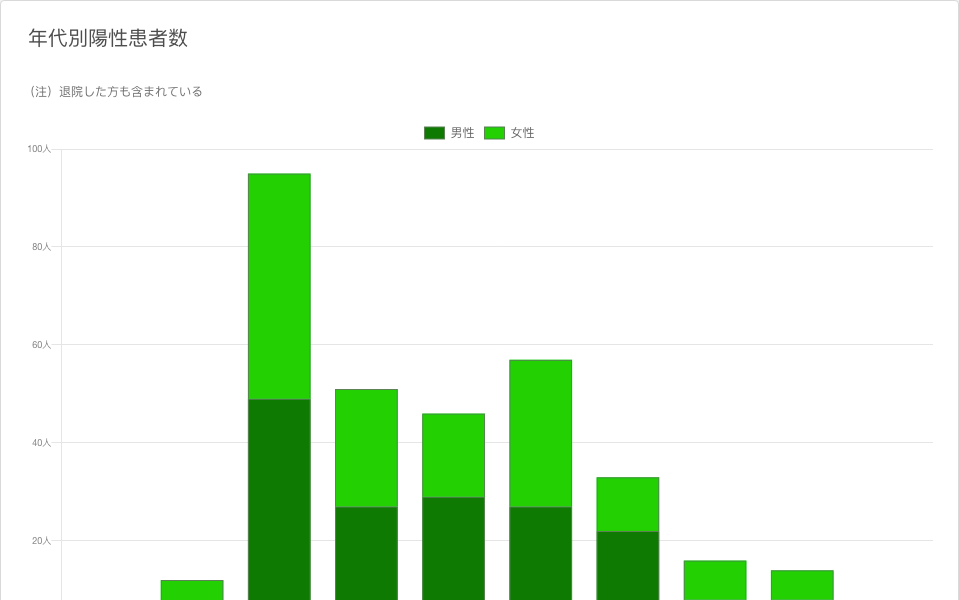 年代別陽性患者数
（注）退院した方も含まれている
男性 女性
100人
80人
60人
40人
20人